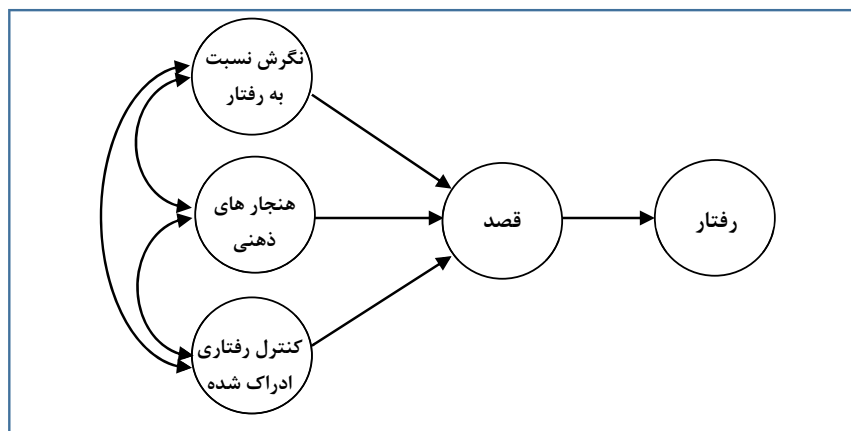 نگرش نسبت
به رفتار
هنجار های
ذهنی
کنترل رفتاری
ادراک شده
قصد
رفتار